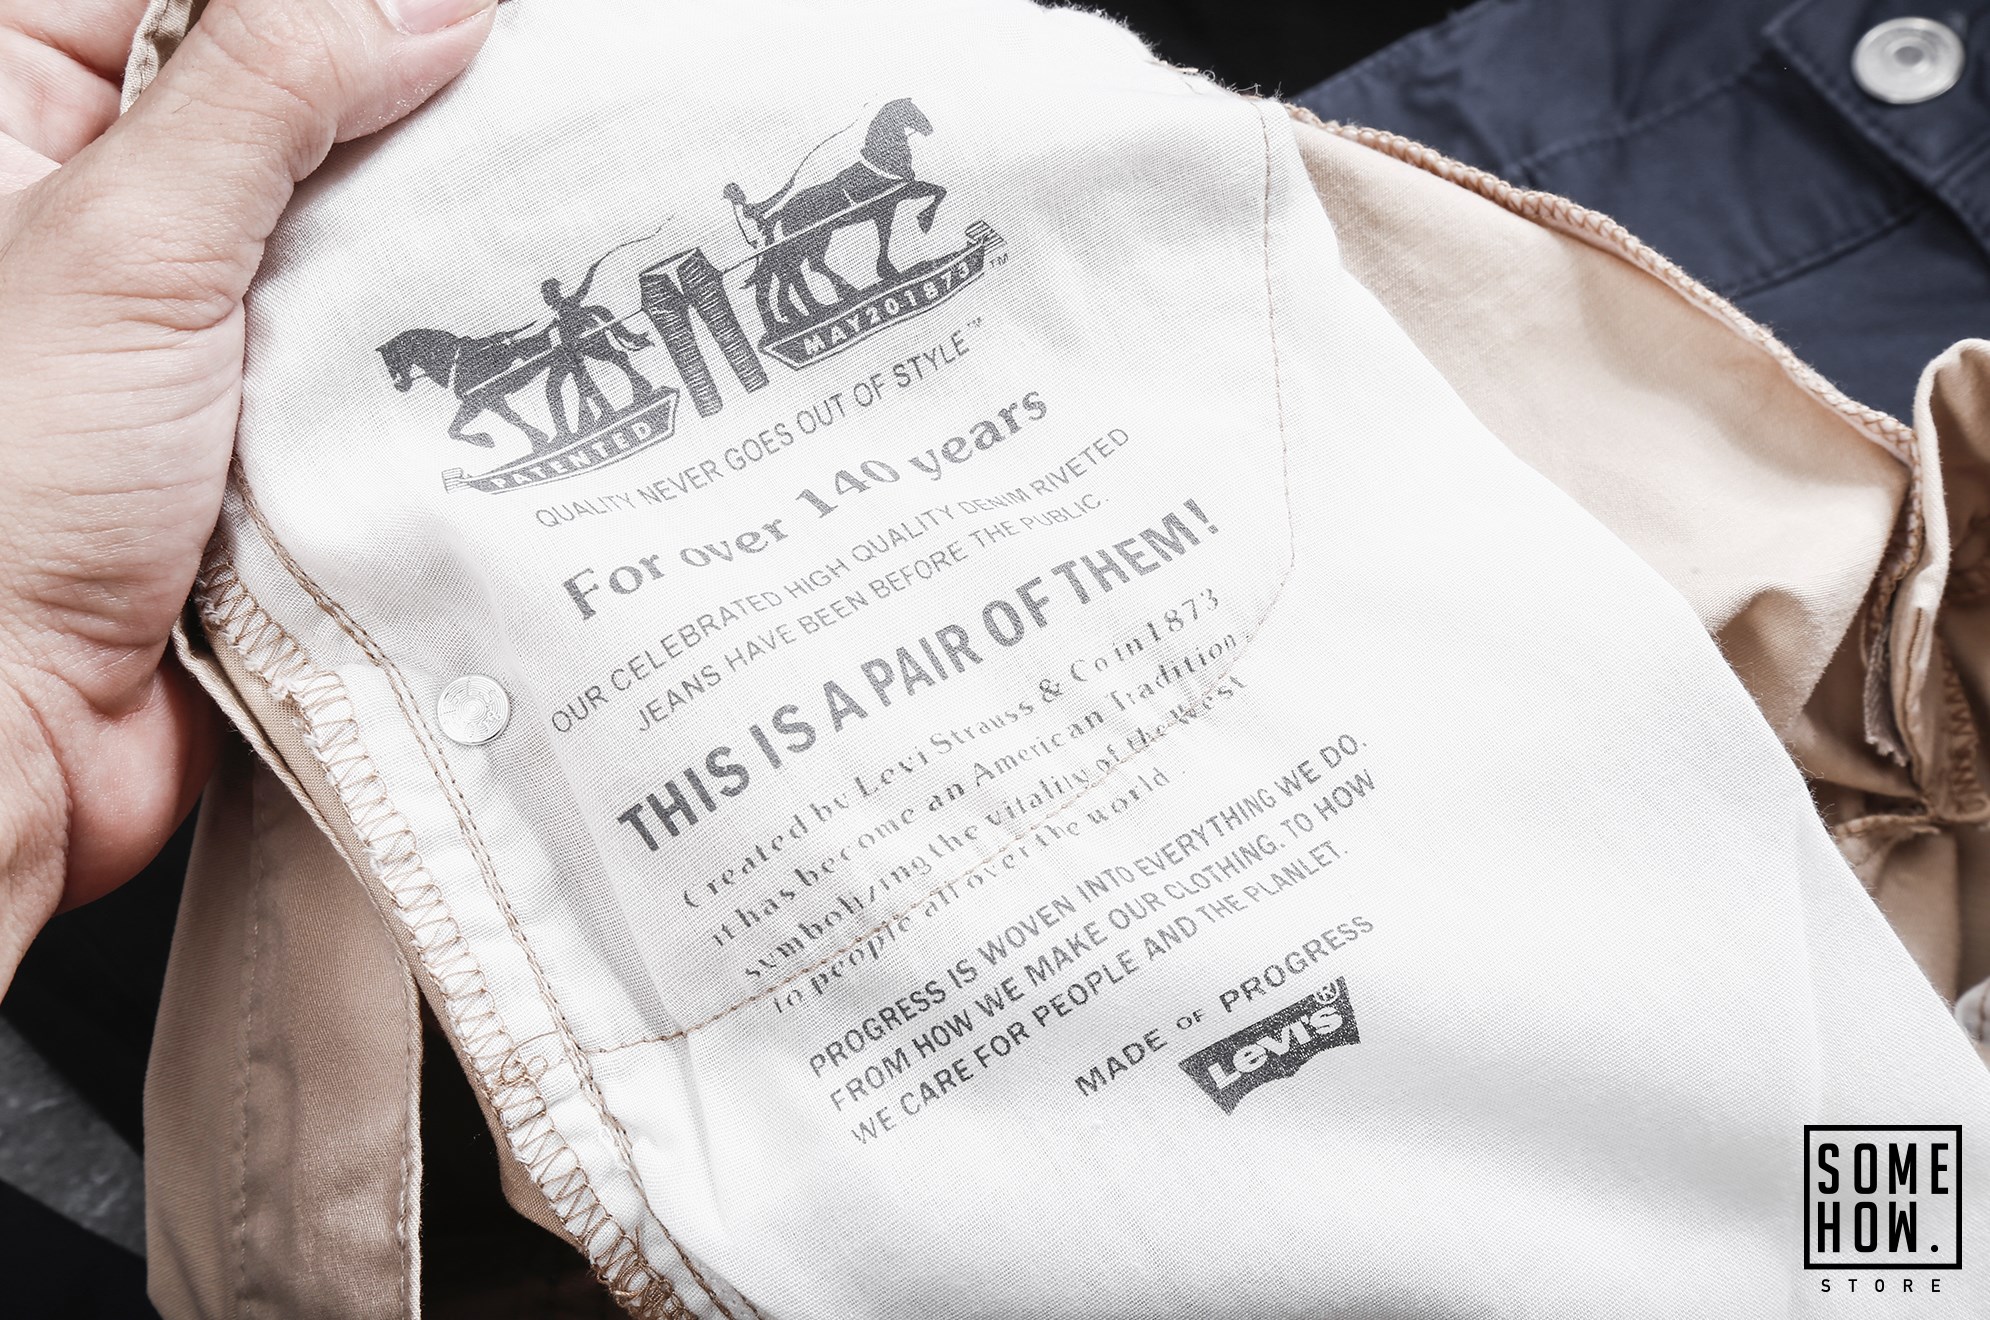 PATENTED
MAY 20 1873 TM
QUALITY NEVER GOES OUT OF STYLE™
For over 140 years
OUR CELEBRATED HIGH QUALITY DENIM RIVETED
JEANS HAVE BEEN BEFORE THE PUBLIC.
THIS IS A PAIR OF THEM!
Created by Levi Strauss & Co in 1873
it has become an American Tradition
symbolizing the vitality of the West
to people all over the world.
PROGRESS IS WOVEN INTO EVERYTHING WE DO.
FROM HOW WE MAKE OUR CLOTHING. TO HOW
WE CARE FOR PEOPLE AND THE PLANLET.
MADE OF PROGRESS
Levi's®
SOME
HOW.
STORE